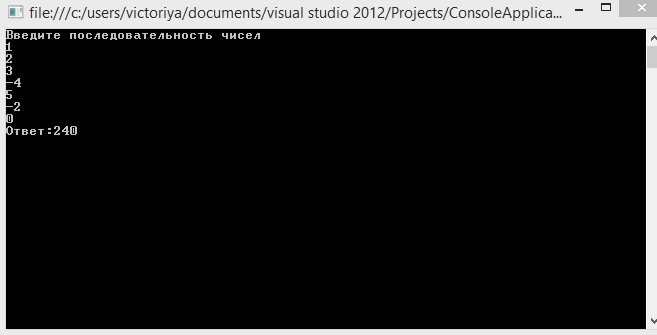 file:///c:/users/victoriya/documents/visual studio 2012/Projects/ConsoleApplica...
Введите последовательность чисел
1
2
3
-4
5
-2
0
Ответ:240